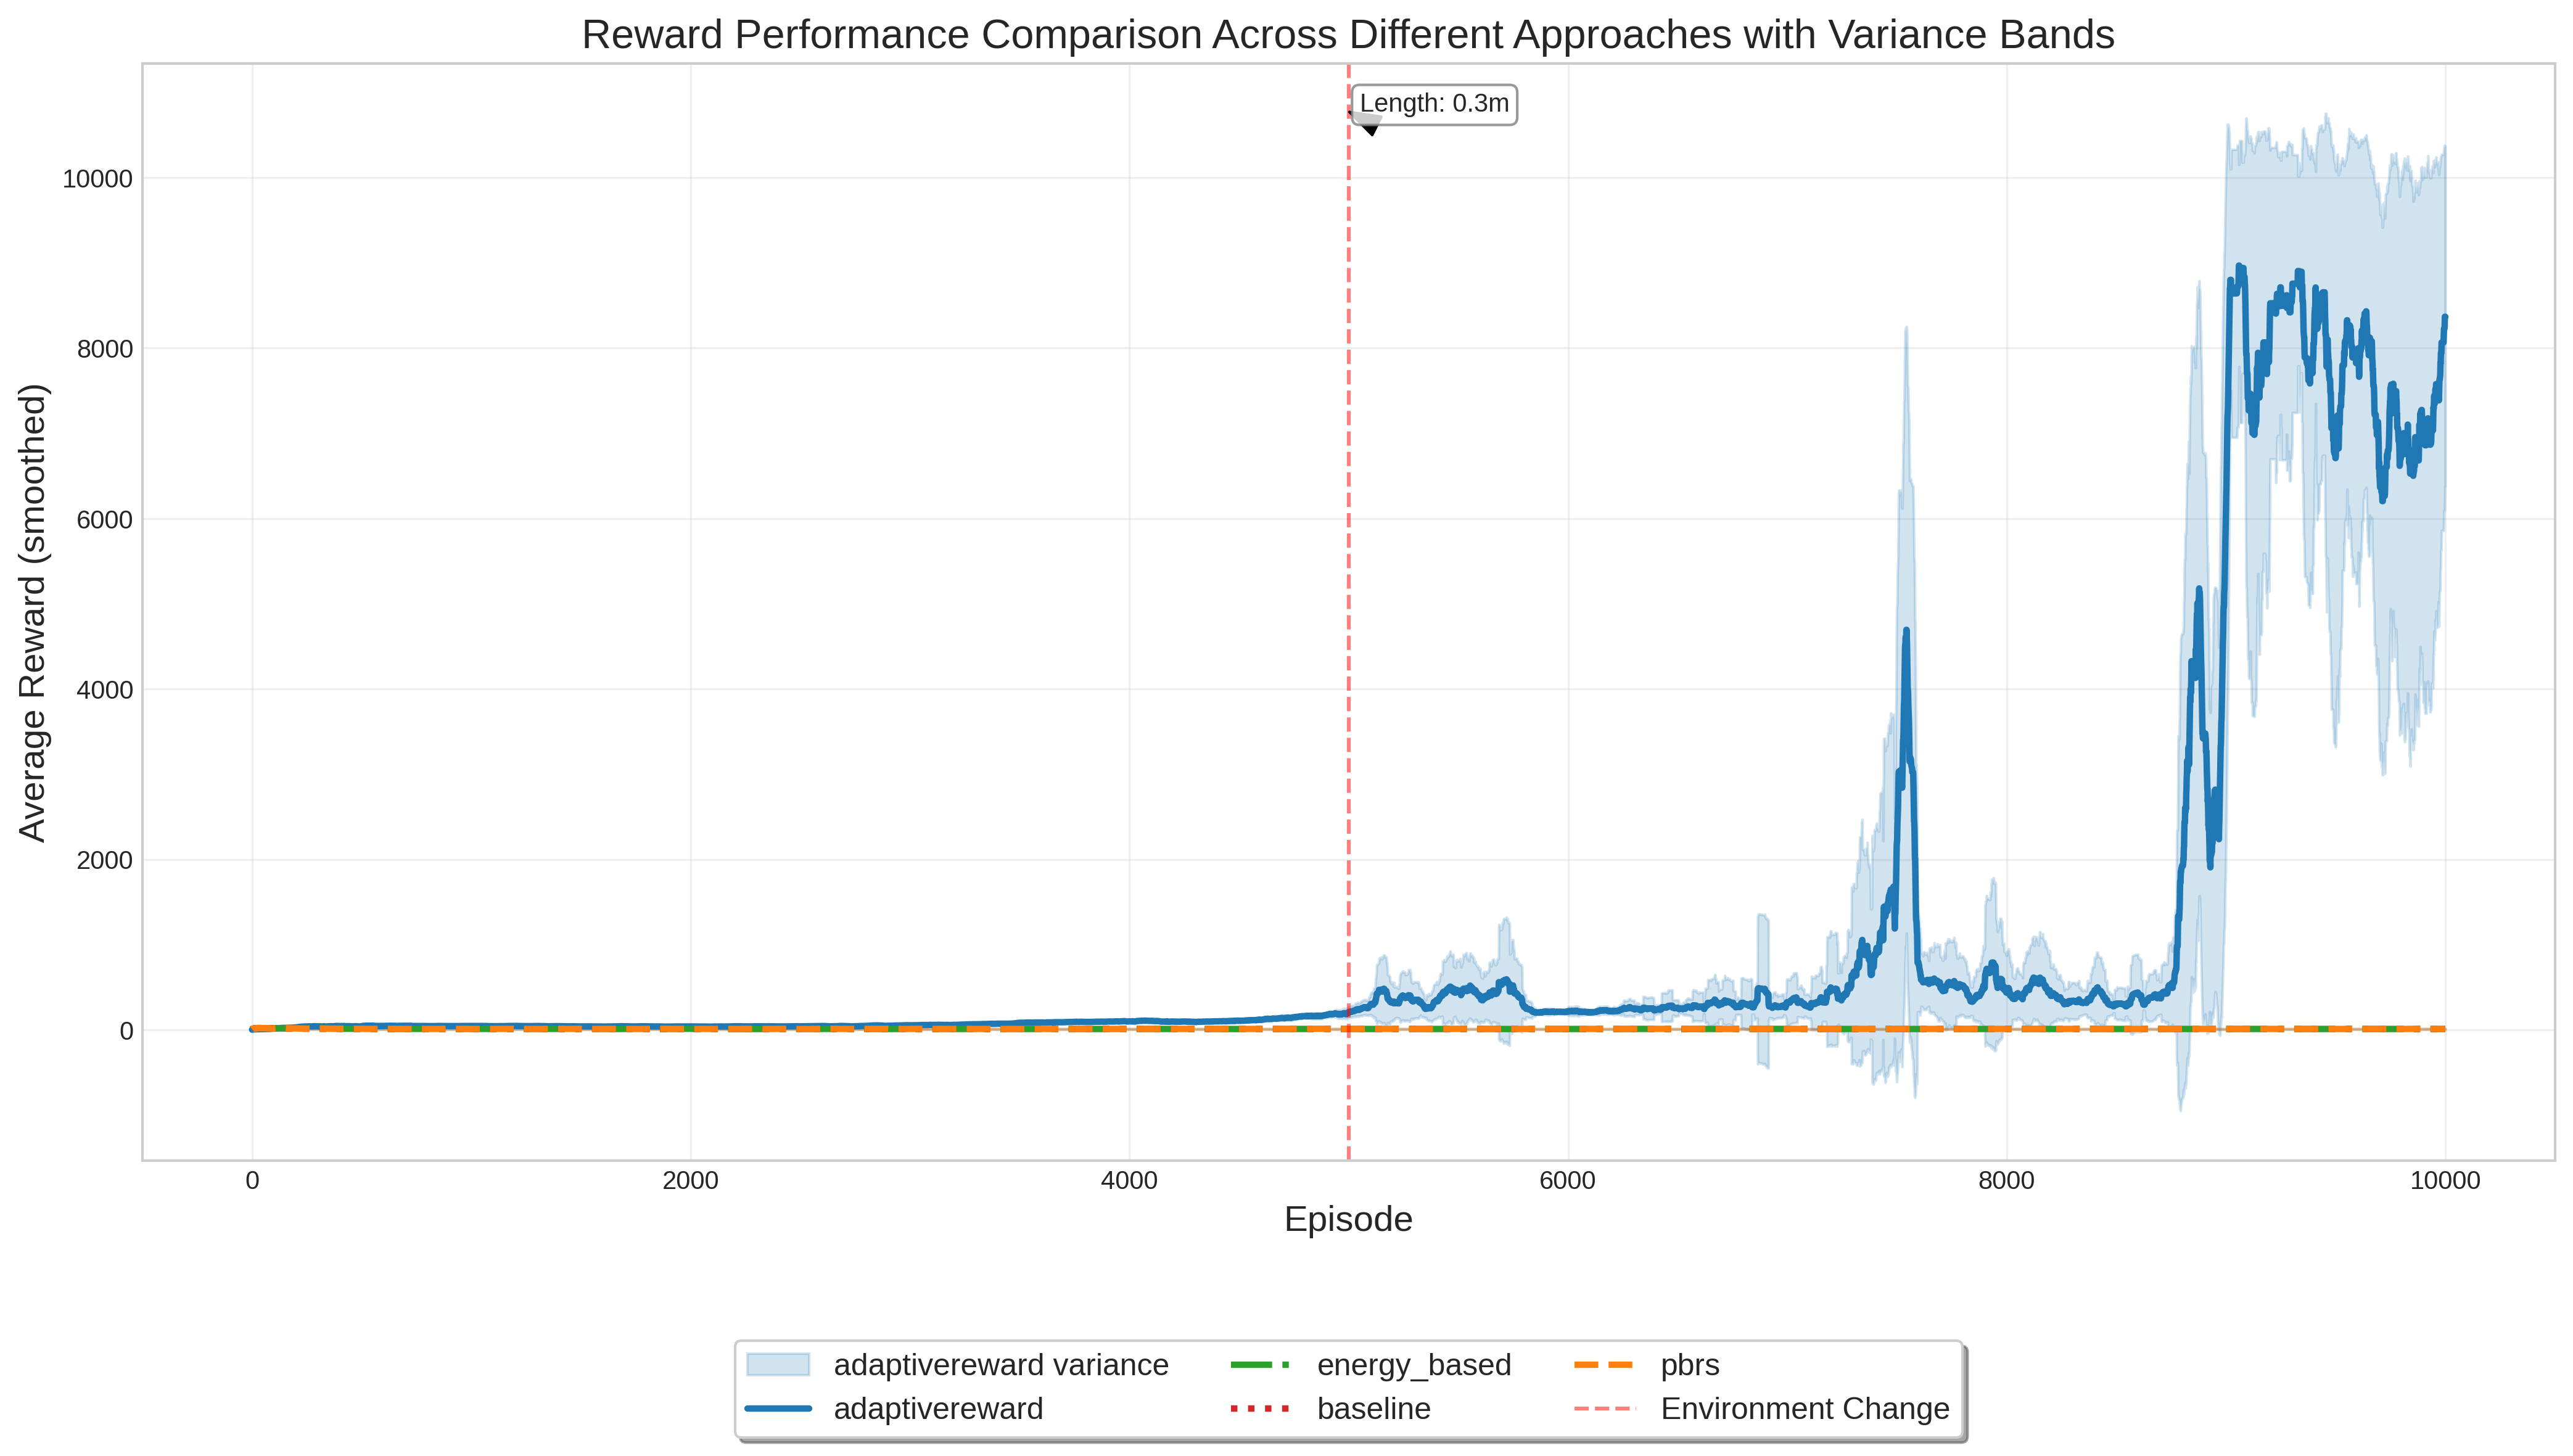 Reward Performance Comparison Across Different Approaches with Variance Bands
Length: 0.3m
Average Reward (smoothed)
10000
8000
6000
4000
2000
0
0
2000
4000
6000
8000
10000
Episode
adaptivereward variance
adaptivereward
energy_based
baseline
pbrs
Environment Change